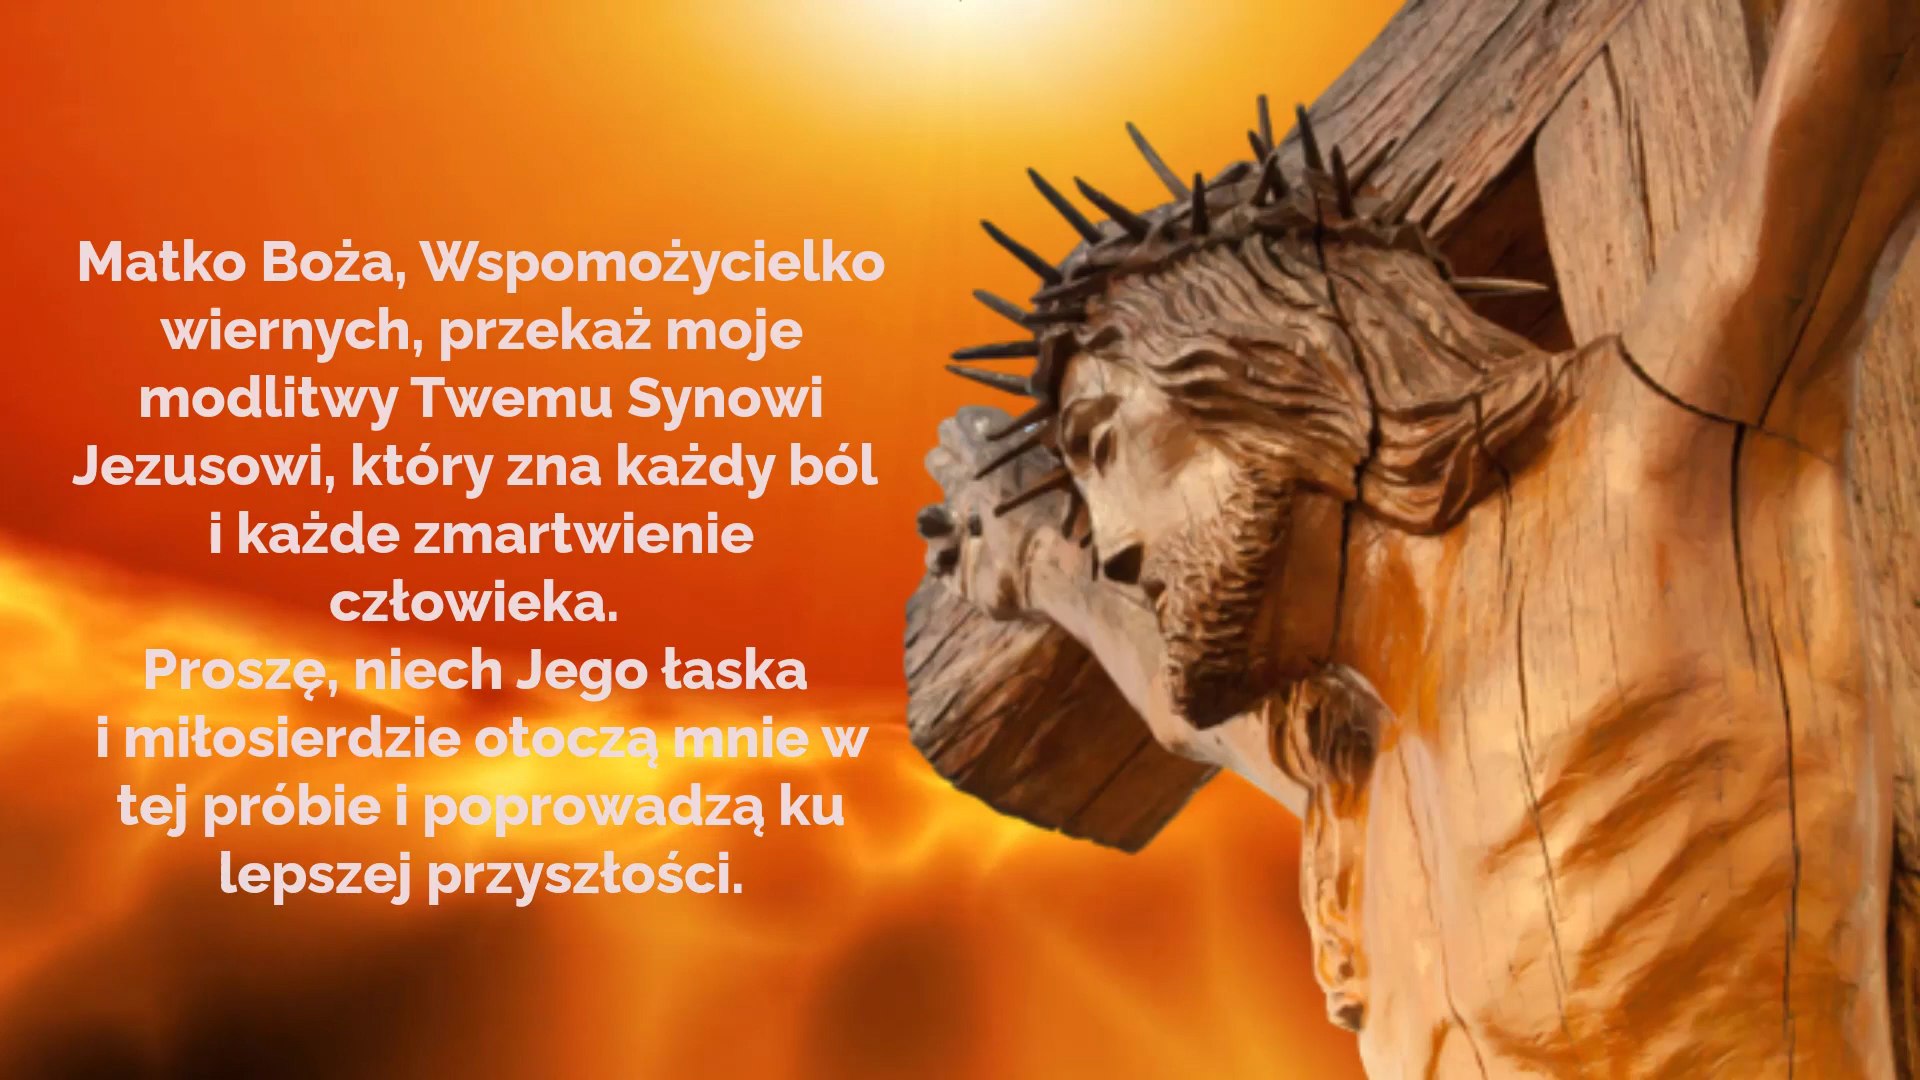 Matko Boża, Wspomożycielko
wiernych, przekaż moje
modlitwy Twemu Synowi
Jezusowi, który zna każdy ból
i każde zmartwienie
człowieka.
Proszę, niech Jego łaska
i miłosierdzie otoczą mnie w
tej próbie i poprowadzą ku
lepszej przyszłości.